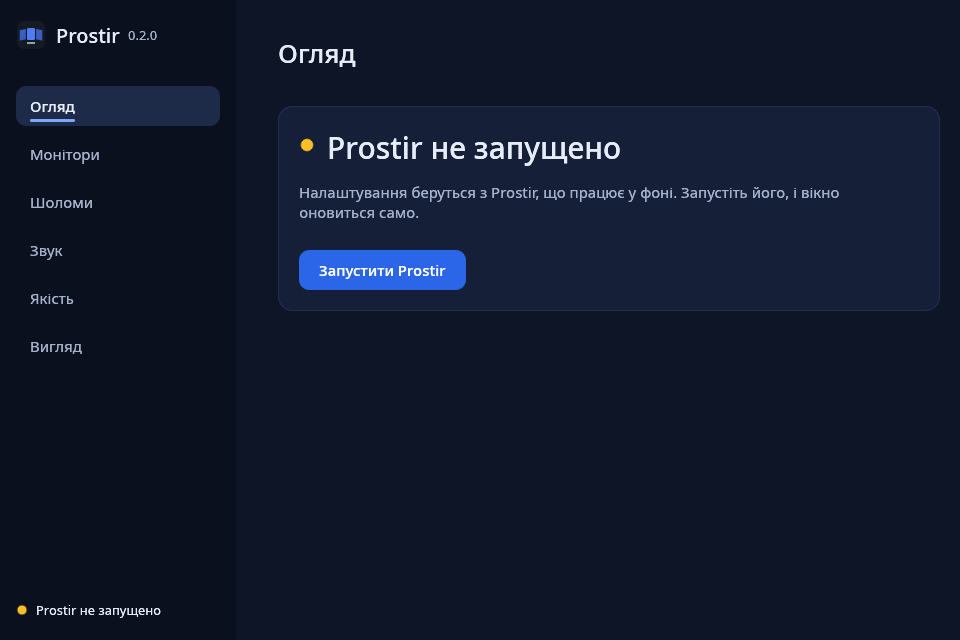 Prostir 0.2.0
Огляд
Монітори
Шоломи
Звук
Якість
Вигляд
Prostir не запущено
Огляд
Prostir не запущено
Налаштування беруться з Prostir, що працює у фоні. Запустіть його, і вікно
оновиться само.
Запустити Prostir